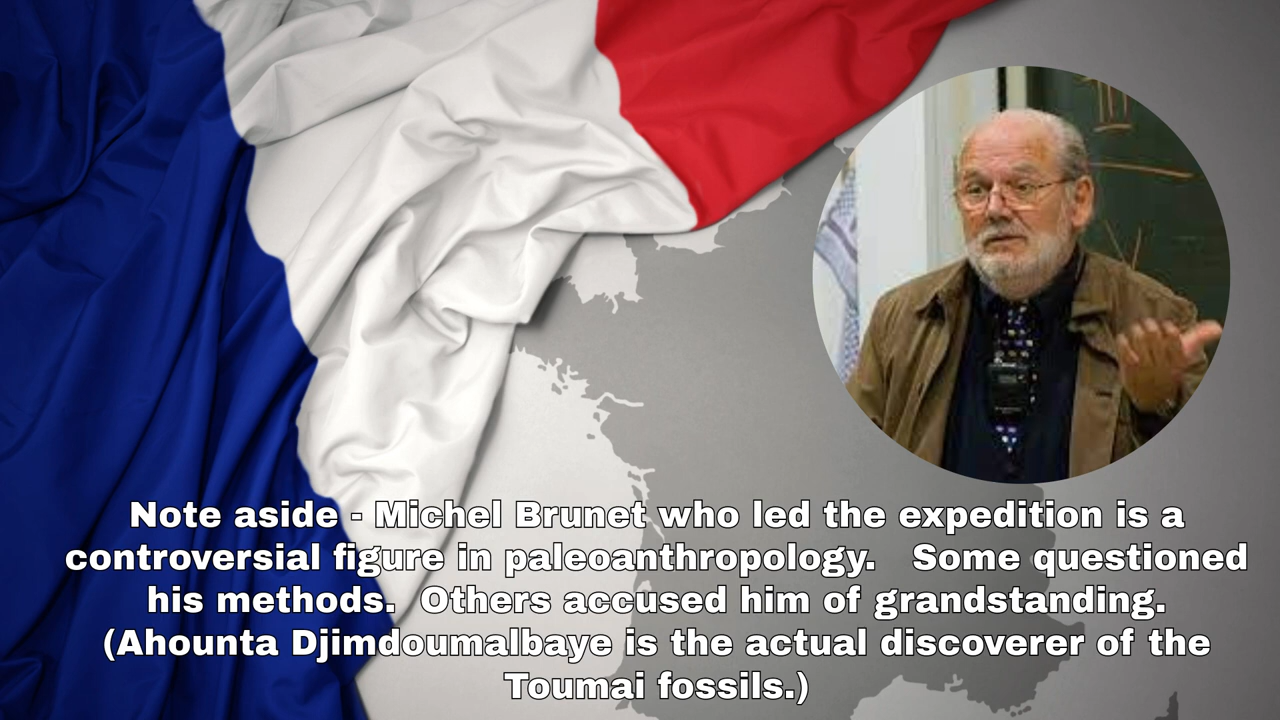 Note aside - Michel Brunet who led the expedition is a
controversial figure in paleoanthropology.   Some questioned
his methods.  Others accused him of grandstanding.
(Ahounta Djimdoumalbaye is the actual discoverer of the
Toumai fossils.)